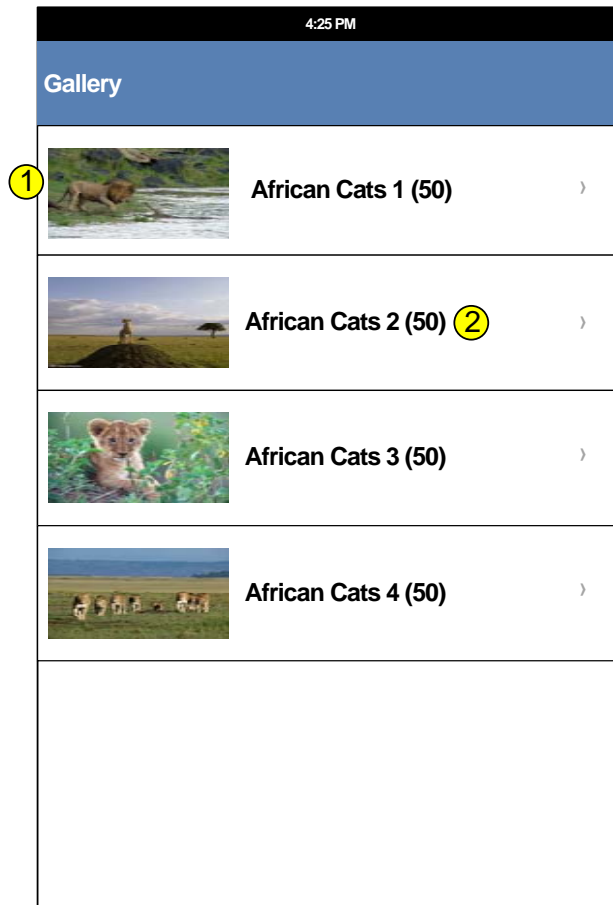 4:25 PM
Gallery
1
African Cats 1 (50)
African Cats 2 (50) 2
African Cats 3 (50)
African Cats 4 (50)